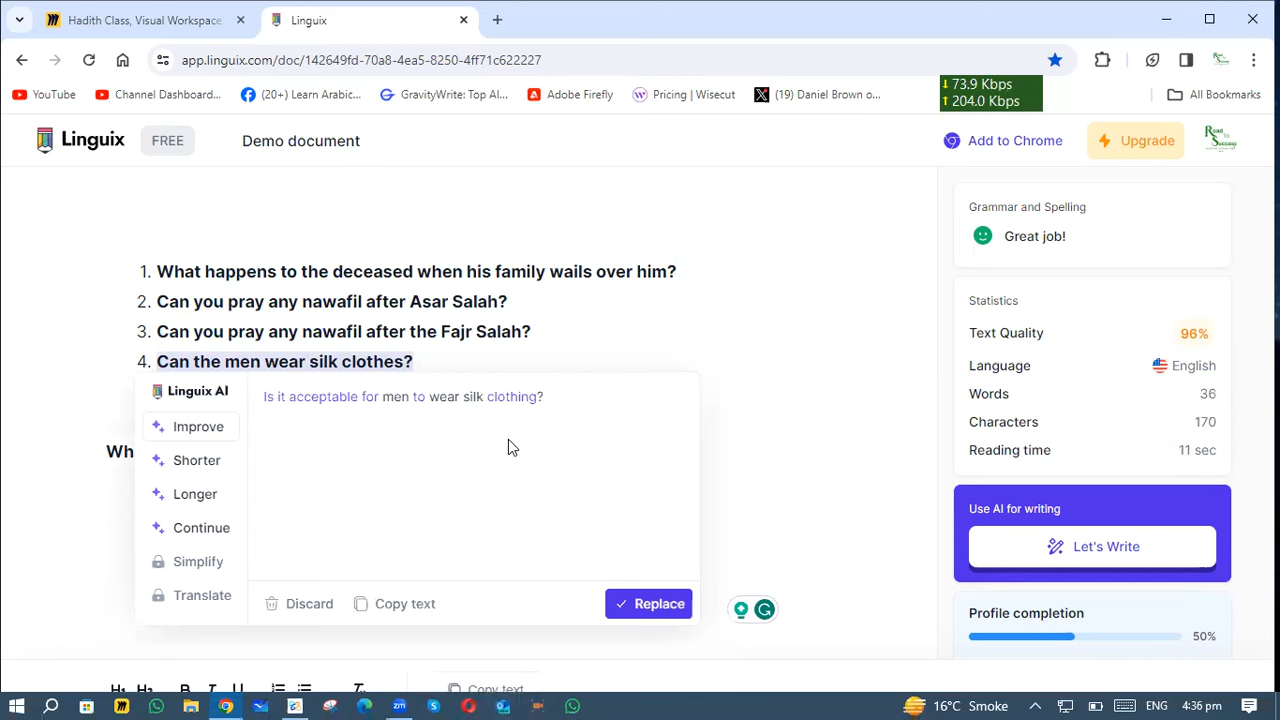 Hadith Class, Visual Workspace
Linguix
app.linguix.com/doc/142649fd-70a8-4ea5-8250-4ff71c622227
YouTube
Channel Dashboard...
(20+) Learn Arabic...
GravityWrite: Top AI...
Adobe Firefly
Pricing | Wisecut
(19) Daniel Brown o...
73.9 Kbps
204.0 Kbps
All Bookmarks
Linguix
FREE
Demo document
Add to Chrome
Upgrade
Read To Success
Grammar and Spelling
Great job!
1. What happens to the deceased when his family wails over him?
2. Can you pray any nawafil after Asar Salah?
3. Can you pray any nawafil after the Fajr Salah?
4. Can the men wear silk clothes?
Wh
Linguix AI
Improve
Shorter
Longer
Continue
Simplify
Translate
Is it acceptable for men to wear silk clothing?
Discard
Copy text
Replace
Statistics
Text Quality 96%
Language English
Words 36
Characters 170
Reading time 11 sec
Use AI for writing
Let's Write
Profile completion
50%
H1 H2 B I U
Copy text
16°C Smoke
ENG
4:36 pm